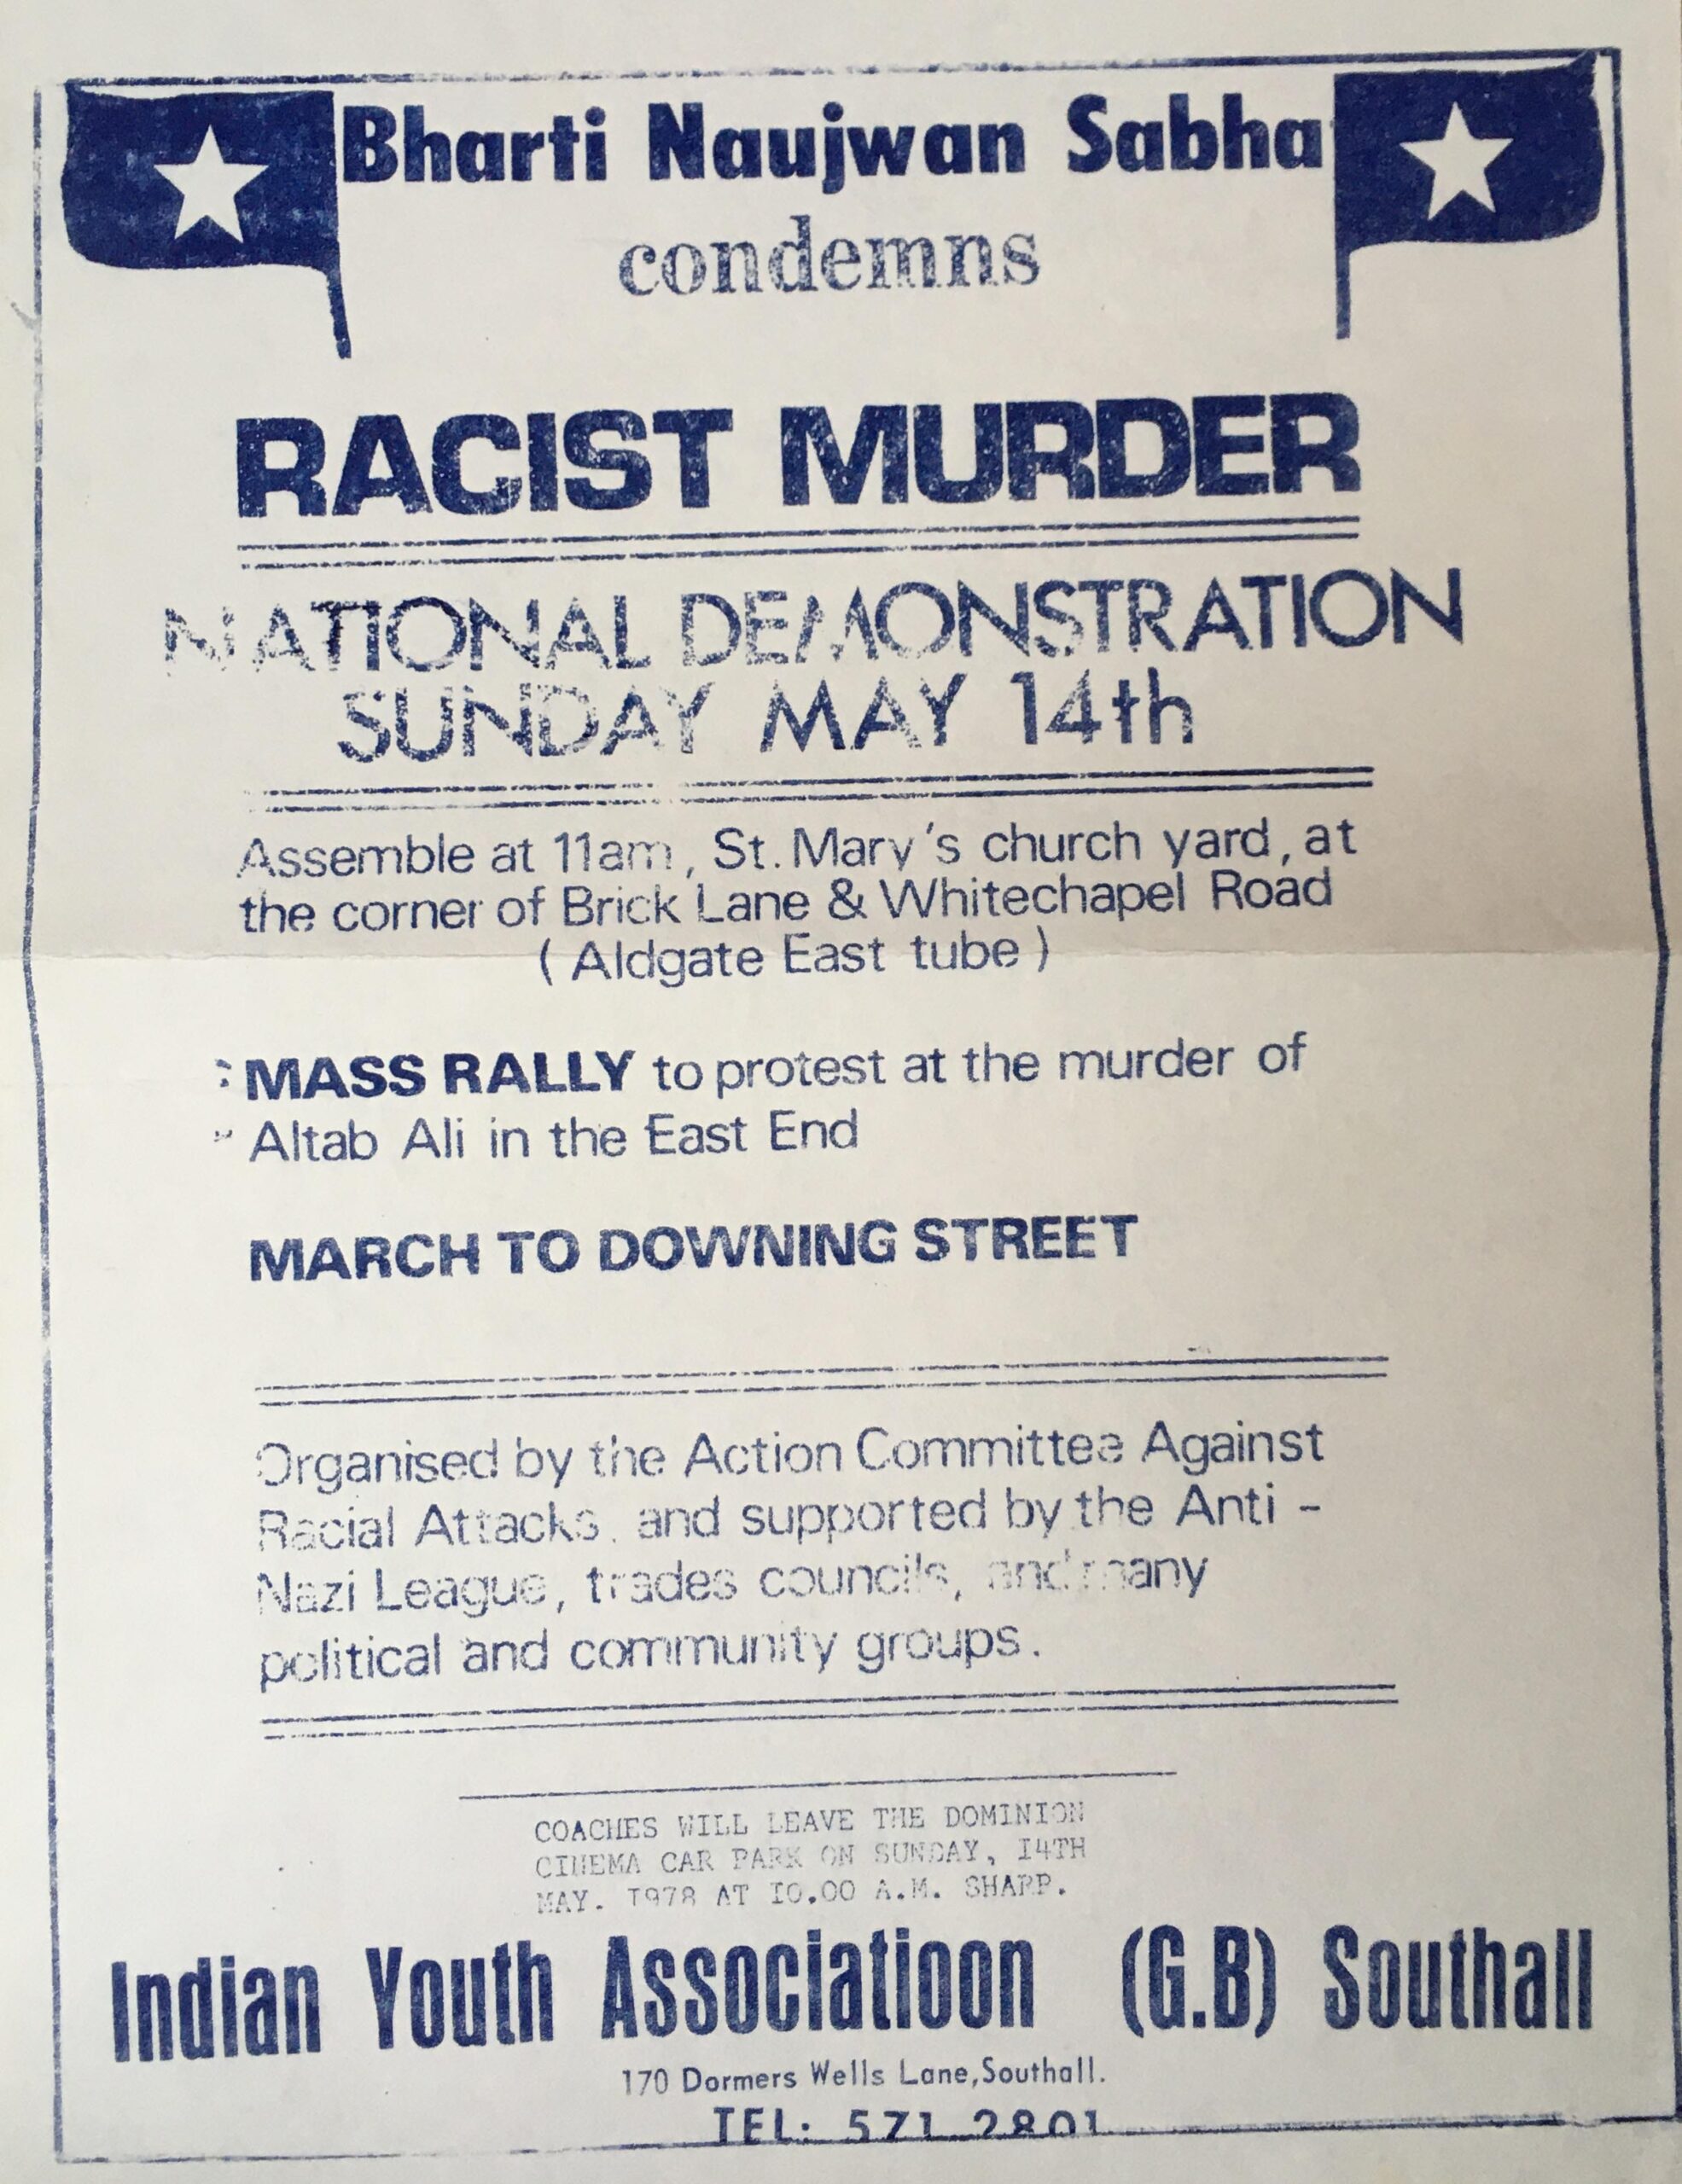 Bharti Naujwan Sabha
condemns
RACIST MURDER
NATIONAL DEMONSTRATION
SUNDAY MAY 14th
Assemble at 11am, St. Mary's church yard, at
the corner of Brick Lane & Whitechapel Road
( Aldgate East tube )
MASS RALLY to protest at the murder of
Altab Ali in the East End
MARCH TO DOWNING STREET
Organised by the Action Committee Against
Racial Attacks, and supported by the Anti -
Nazi League, trades councils, and many
political and community groups.
COACHES WILL LEAVE THE DOMINION
CINEMA CAR PARK ON SUNDAY, I4TH
MAY. I978 AT I0.00 A.M. SHARP.
Indian Youth Associatioon (G.B) Southall
170 Dormers Wells Lane,Southall.
TEL: 571 2801